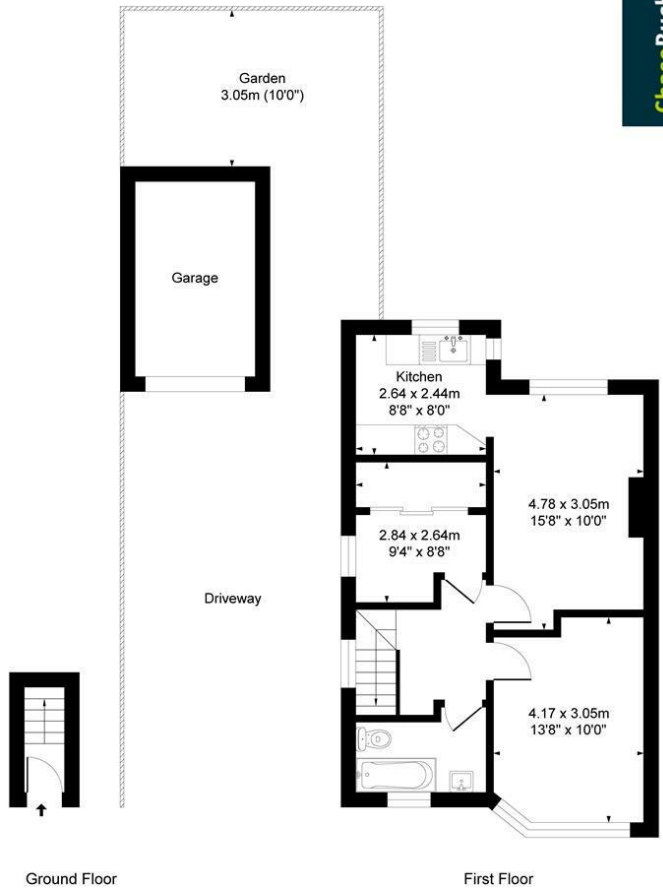 Garden
3.05m (10'0")
Garage
Kitchen
2.64 x 2.44m
8'8" x 8'0"
4.78 x 3.05m
15'8" x 10'0"
2.84 x 2.64m
9'4" x 8'8"
Driveway
4.17 x 3.05m
13'8" x 10'0"
Ground Floor
First Floor